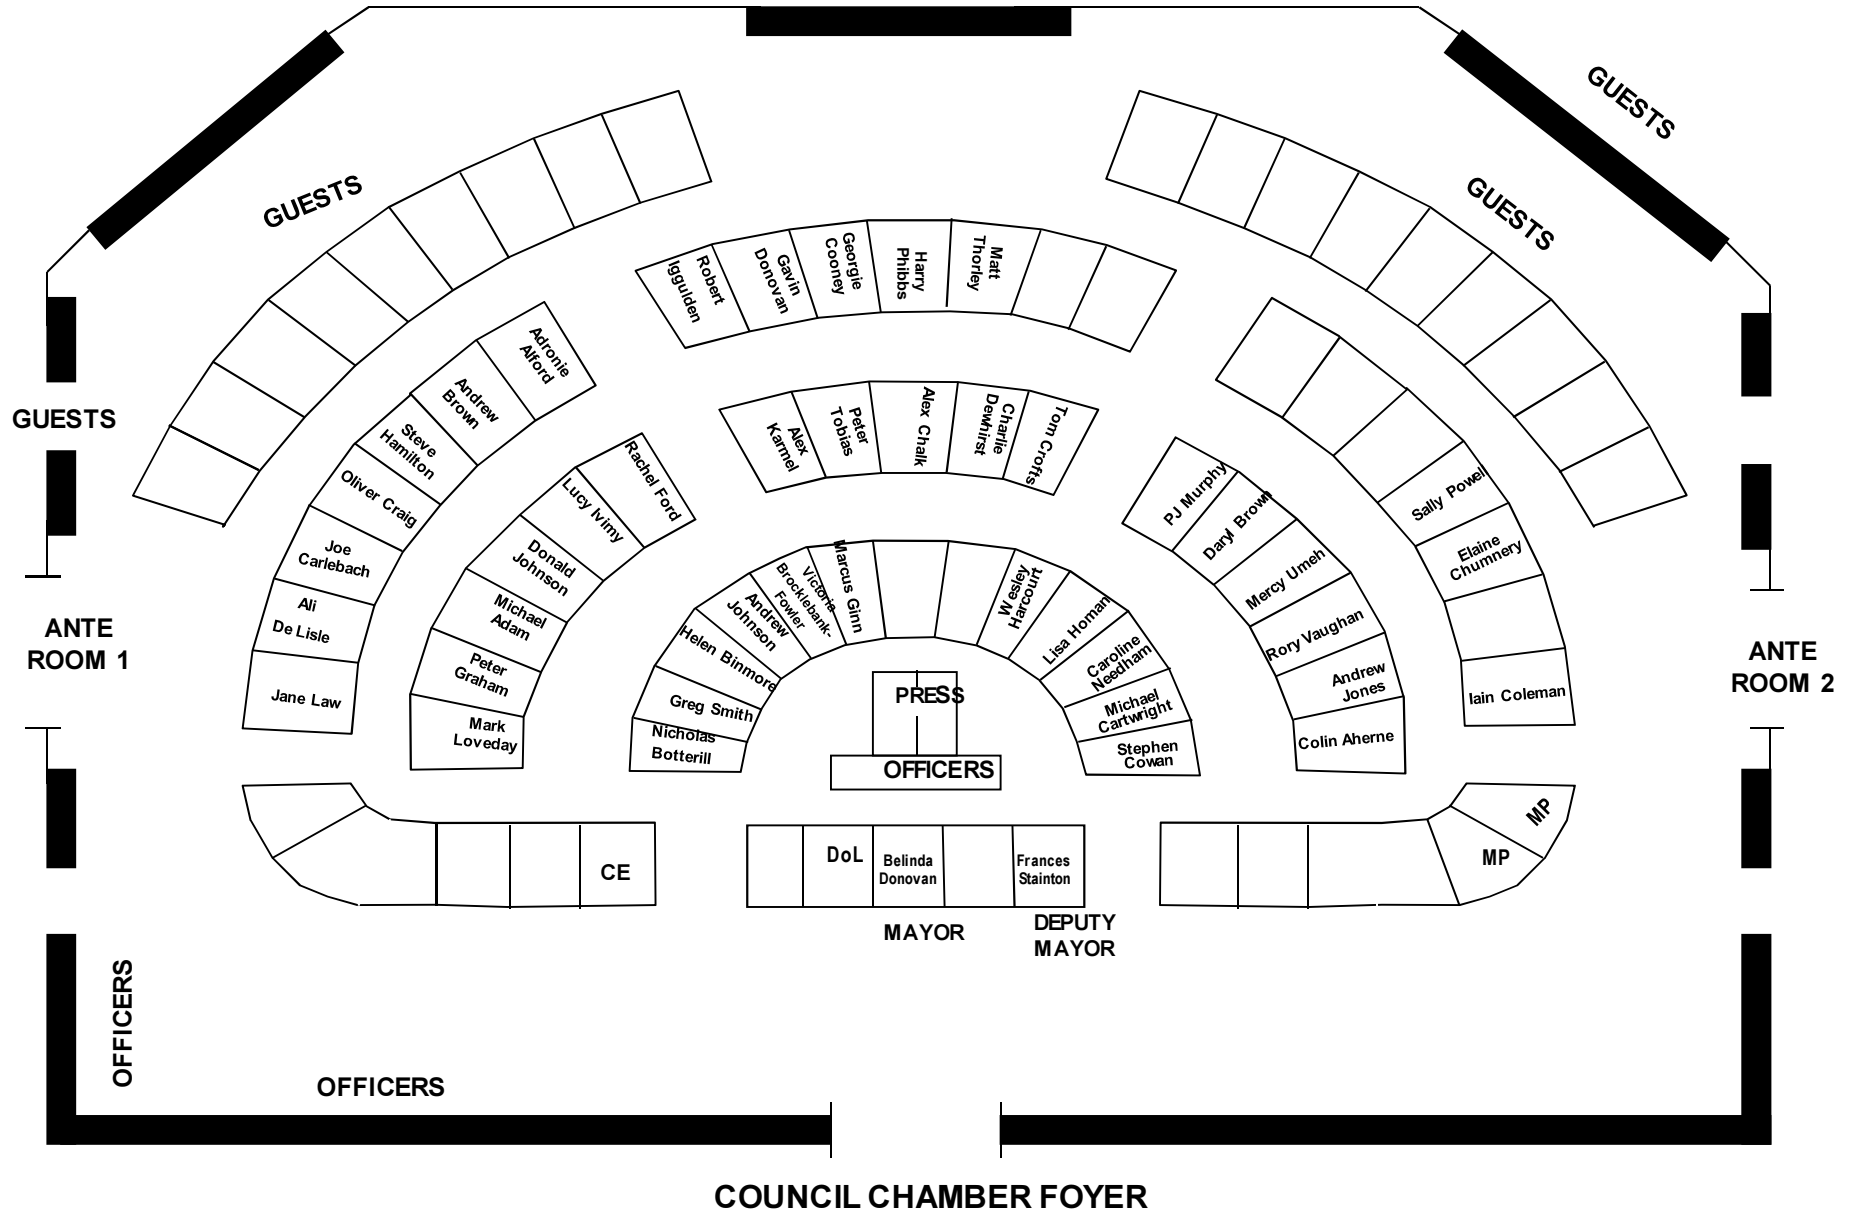 GUESTS
GUESTS
GUESTS
GUESTS
Robert
Iggulden
Gavin
Donovan
Georgie
Cooney
Harry
Phibbs
Matt
Thorley
Adronie
Alford
Andrew
Brown
Steve
Hamilton
Oliver Craig
Joe
Carlebach
Ali
De Lisle
Jane Law
Rachel Ford
Lucy Ivimy
Donald
Johnson
Michael
Adam
Peter
Graham
Mark
Loveday
Alex
Karmel
Peter
Tobias
Alex Chalk
Charlie
Dewhirst
Tom Crofts
Marcus Ginn
Victoria
Brocklebank-
Fowler
Andrew
Johnson
Helen Binmore
Greg Smith
Nicholas
Botterill
Wesley
Harcourt
Lisa Homan
Caroline
Needham
Michael
Cartwright
Stephen
Cowan
PJ Murphy
Daryl Brown
Mercy Umeh
Rory Vaughan
Andrew
Jones
Colin Aherne
Sally Powell
Elaine
Chumnery
Iain Coleman
ANTE
ROOM 1
ANTE
ROOM 2
PRESS
OFFICERS
CE
DoL
Belinda
Donovan
Frances
Stainton
MP
MP
MAYOR
DEPUTY
MAYOR
OFFICERS
OFFICERS
COUNCIL CHAMBER FOYER